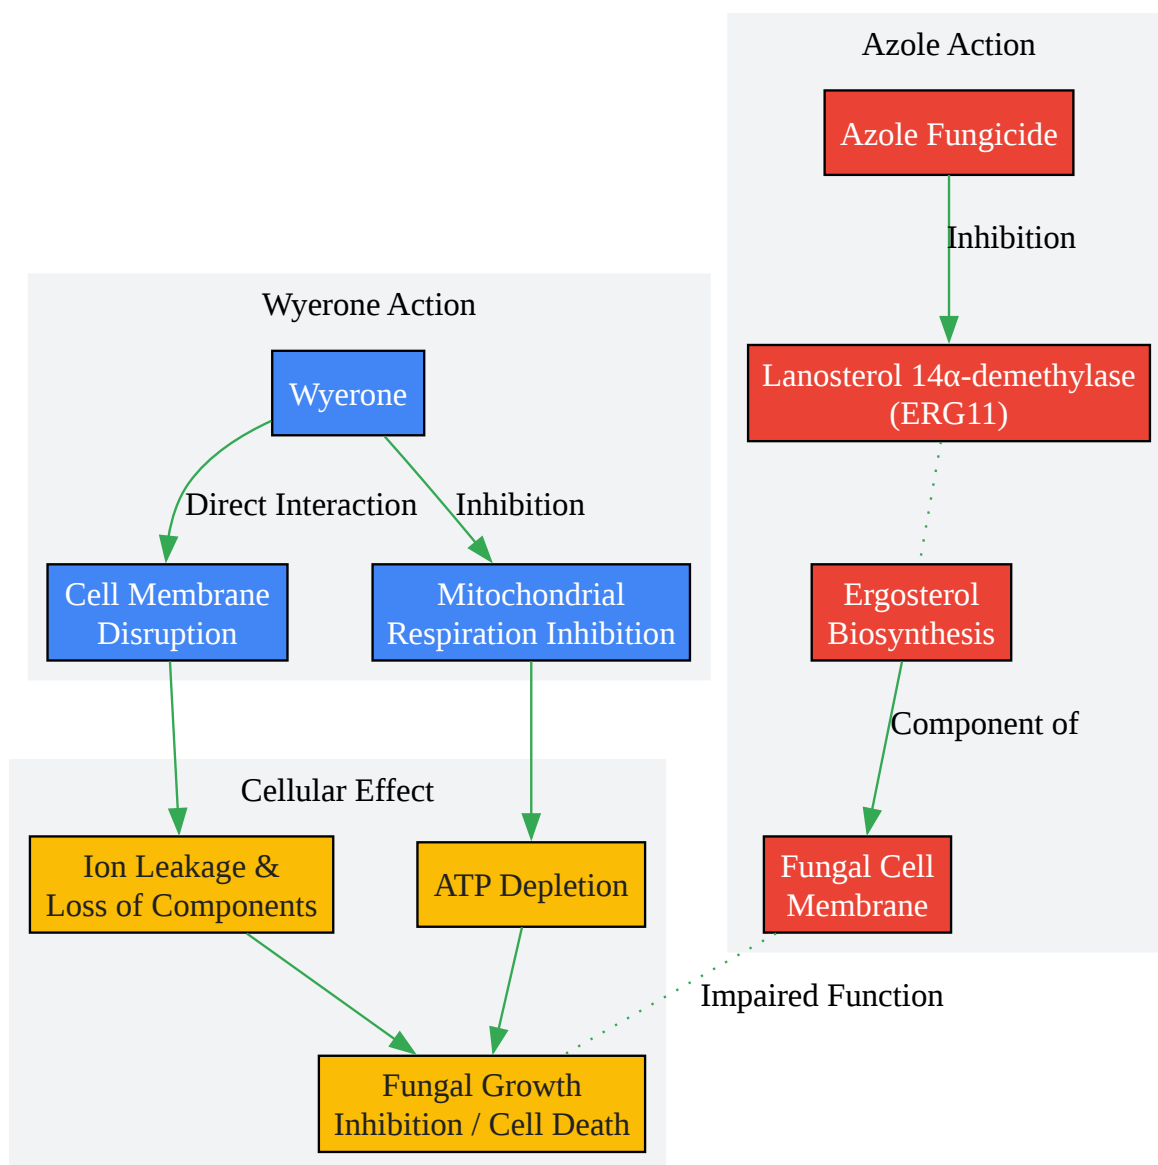 Azole Action
Azole Fungicide
Inhibition
Lanosterol 14α-demethylase
(ERG11)
Ergosterol
Biosynthesis
Component of
Fungal Cell
Membrane
Impaired Function
Wyerone Action
Wyerone
Direct Interaction
Inhibition
Cell Membrane
Disruption
Mitochondrial
Respiration Inhibition
Cellular Effect
Ion Leakage &
Loss of Components
ATP Depletion
Fungal Growth
Inhibition / Cell Death